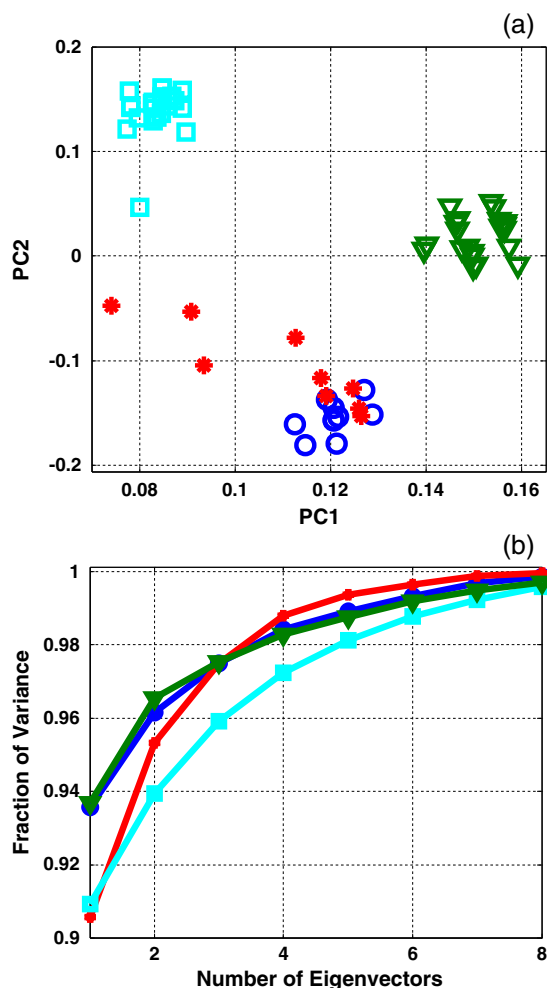 (a)
0.2
0.1
0
-0.1
-0.2
PC2
0.08 0.1 0.12 0.14 0.16
PC1
(b)
1
0.98
0.96
0.94
0.92
0.9
Fraction of Variance
2 4 6 8
Number of Eigenvectors